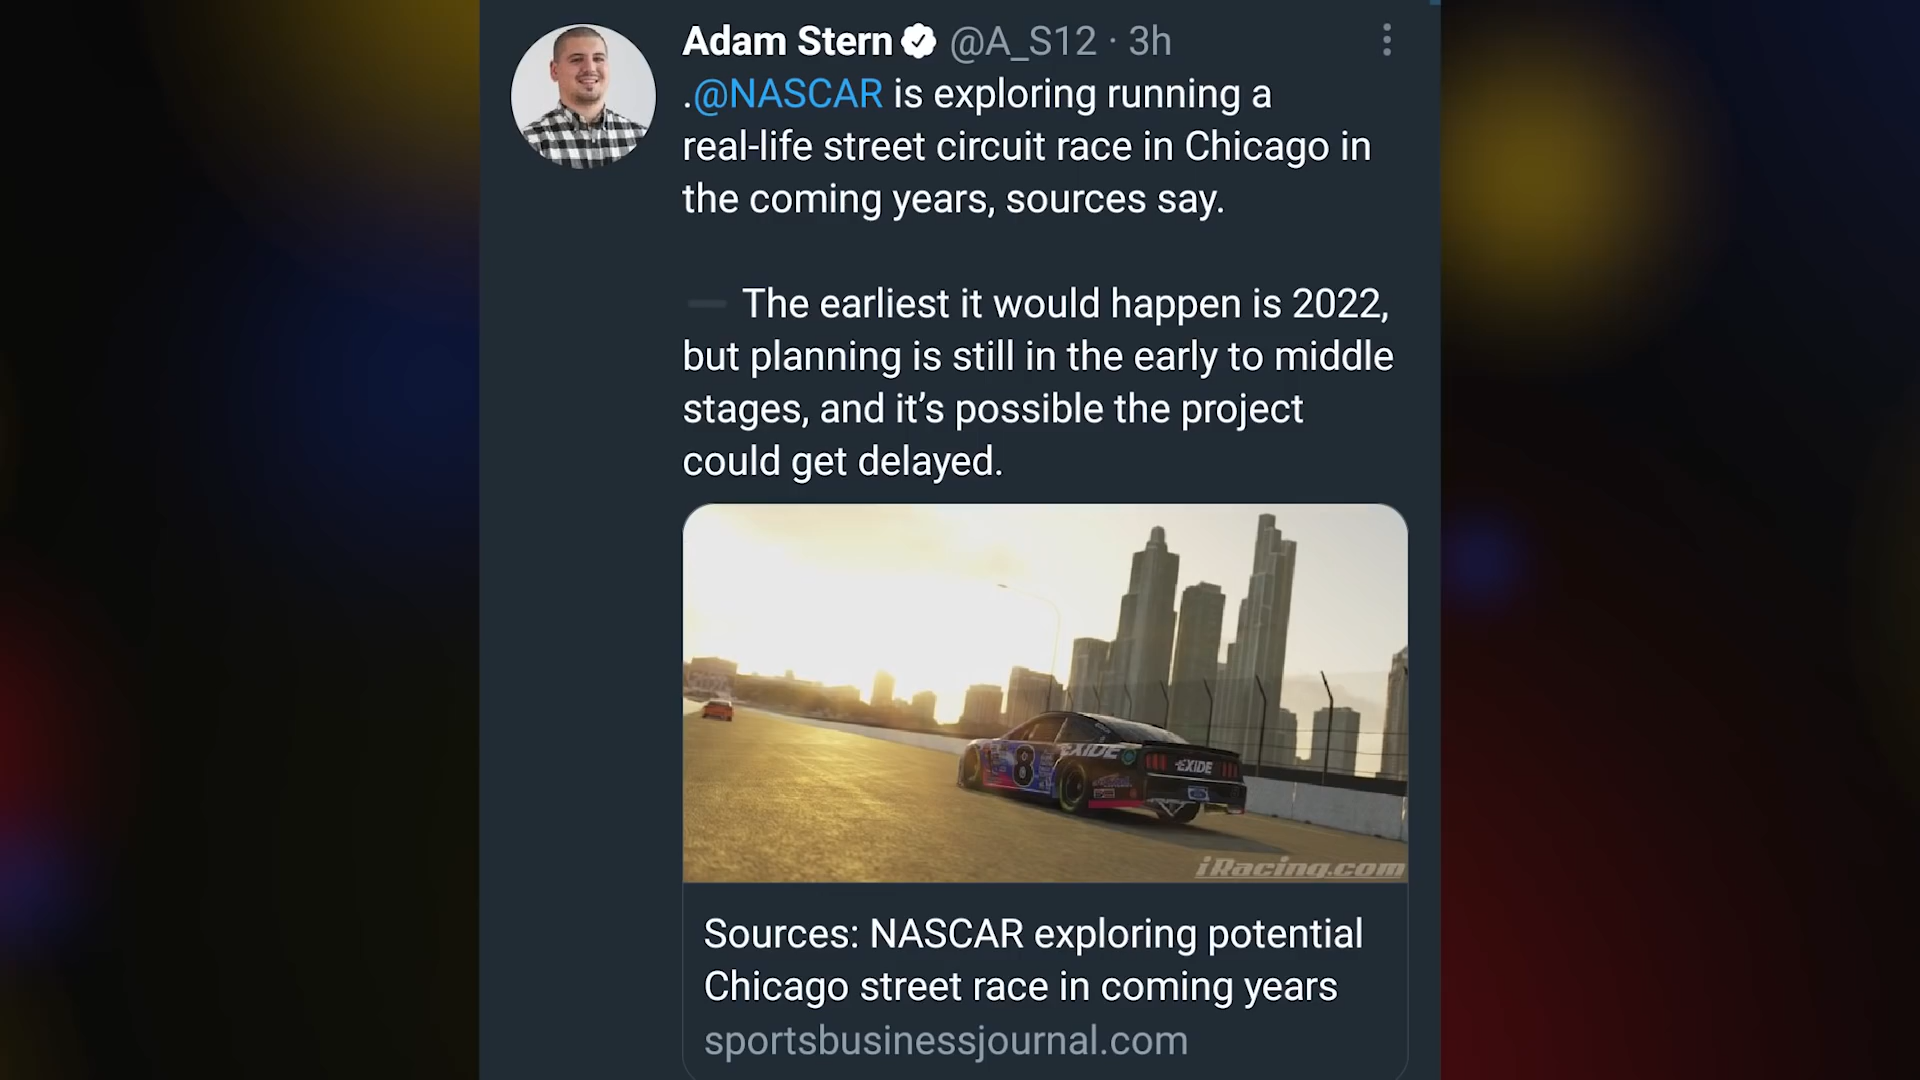 Adam Stern @A_S12 · 3h
.@NASCAR is exploring running a
real-life street circuit race in Chicago in
the coming years, sources say.
— The earliest it would happen is 2022,
but planning is still in the early to middle
stages, and it’s possible the project
could get delayed.
EXIDE
8
EXIDE
iRacing.com
Sources: NASCAR exploring potential
Chicago street race in coming years
sportsbusinessjournal.com